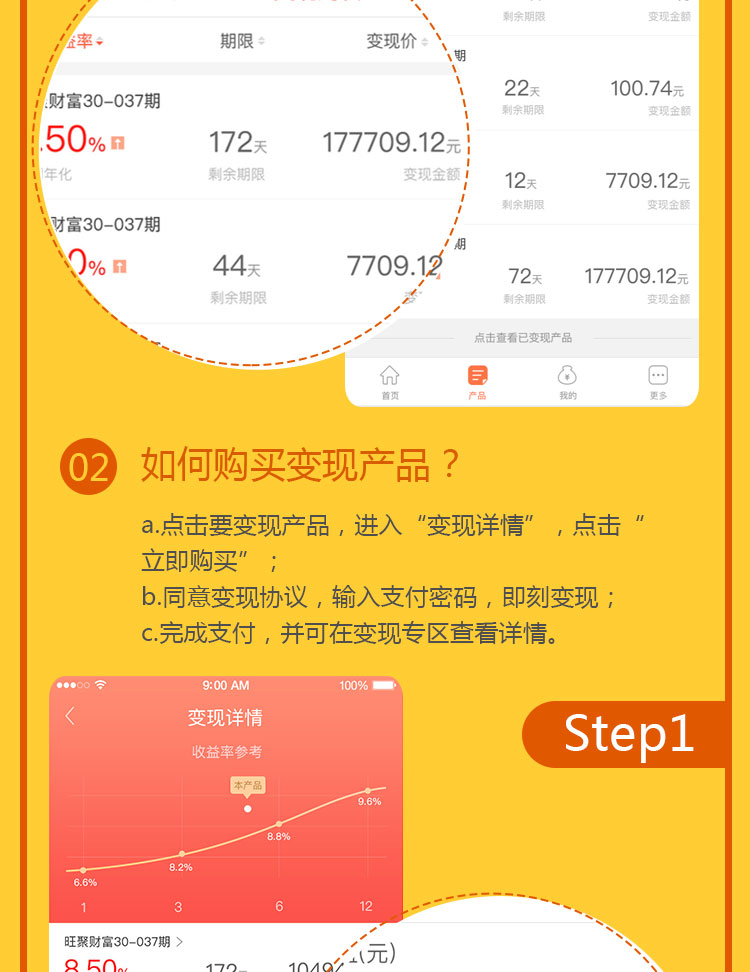 剩余期限 变现金额
益率 期限 变现价
期
财富30-037期
22天 100.74元
剩余期限 变现金额
.50% 172天 177709.12元
年化 剩余期限 变现金额
12天 7709.12元
剩余期限 变现金额
财富30-037期
期
0% 44天 7709.12
剩余期限
72天 177709.12元
剩余期限 变现金额
点击查看已变现产品
首页 产品 我的 更多
02 如何购买变现产品？
a.点击要变现产品，进入“变现详情”，点击“
立即购买”；
b.同意变现协议，输入支付密码，即刻变现；
c.完成支付，并可在变现专区查看详情。
9:00 AM 100%
变现详情
Step1
收益率参考
本产品
9.6%
8.8%
8.2%
6.6%
1 3 6 12
旺聚财富30-037期
(元)
8.50% 172